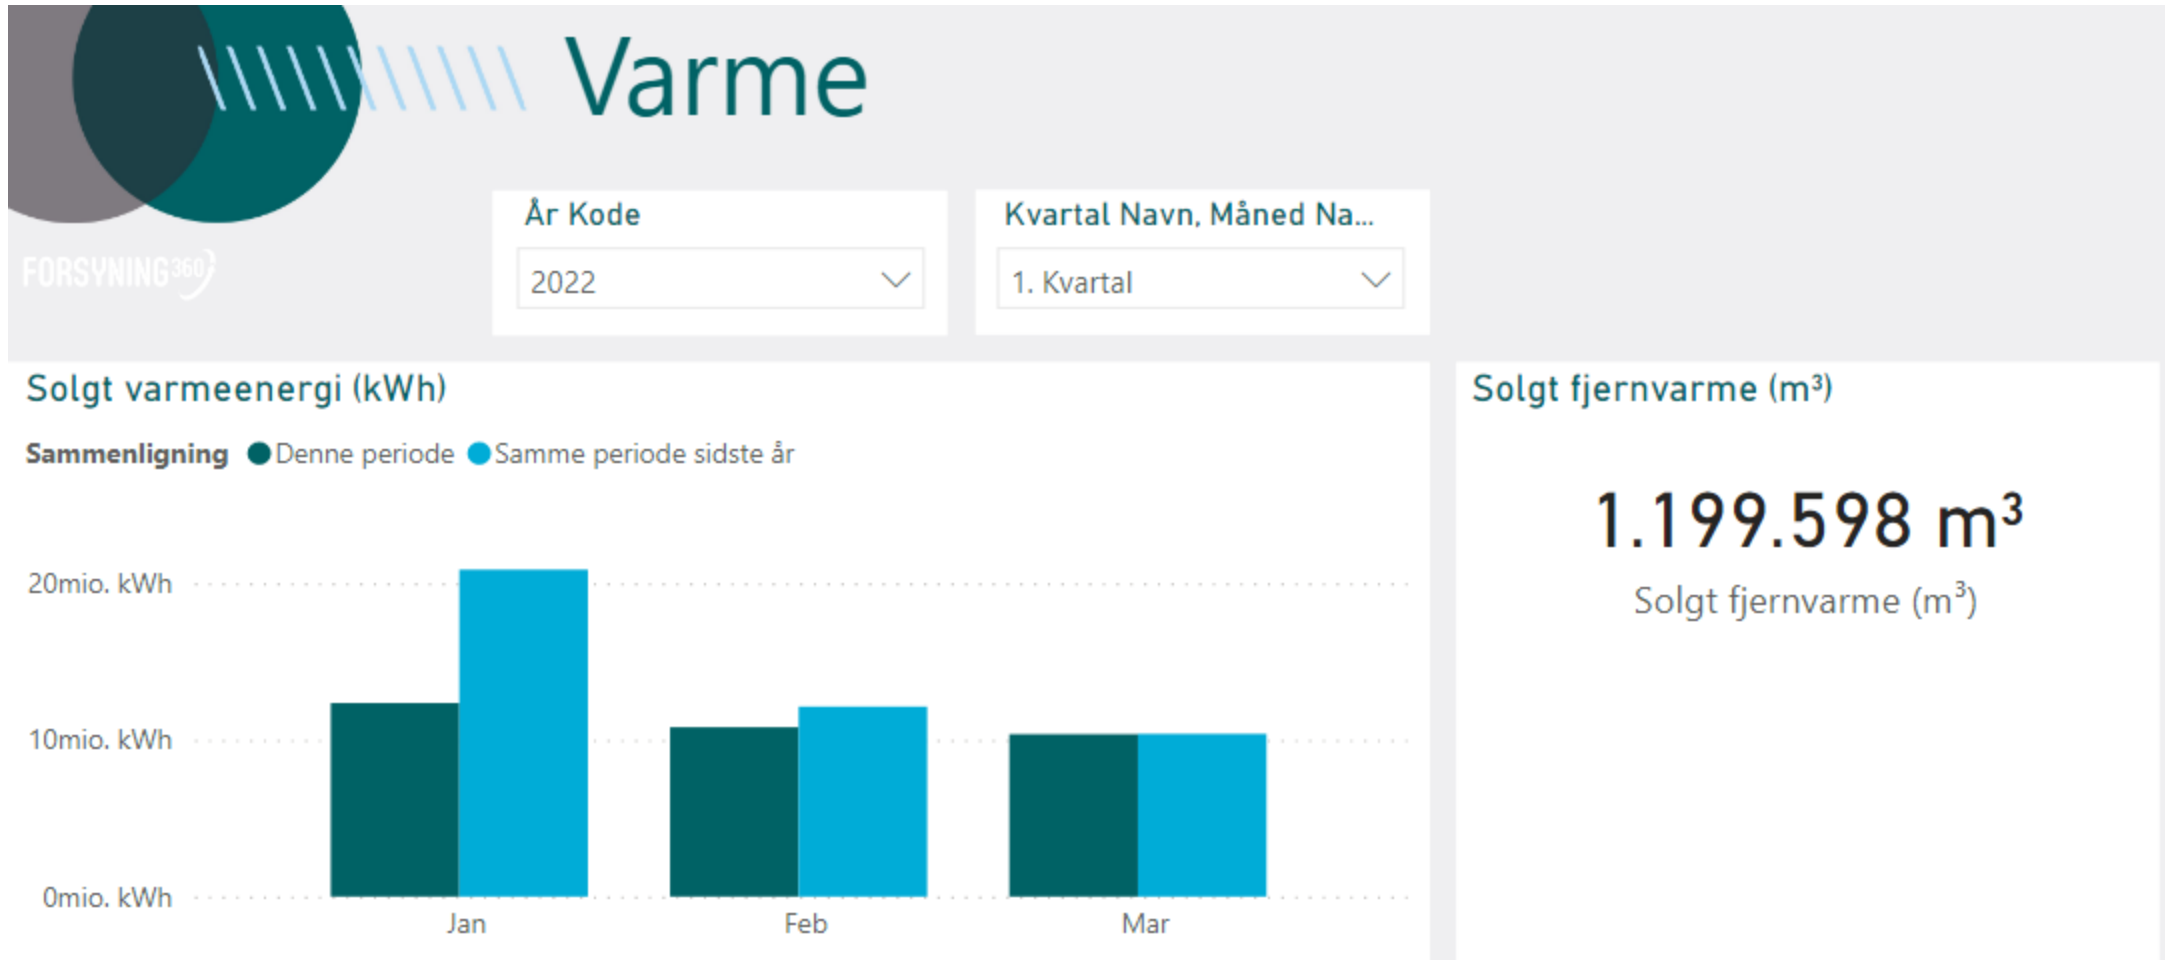 Varme
År Kode
Kvartal Navn, Måned Na...
2022
1. Kvartal
FORSYNING360
Solgt varmeenergi (kWh)
Sammenligning Denne periode Samme periode sidste år
20mio. kWh
10mio. kWh
0mio. kWh
Jan Feb Mar
Solgt fjernvarme (m³)
1.199.598 m³
Solgt fjernvarme (m³)